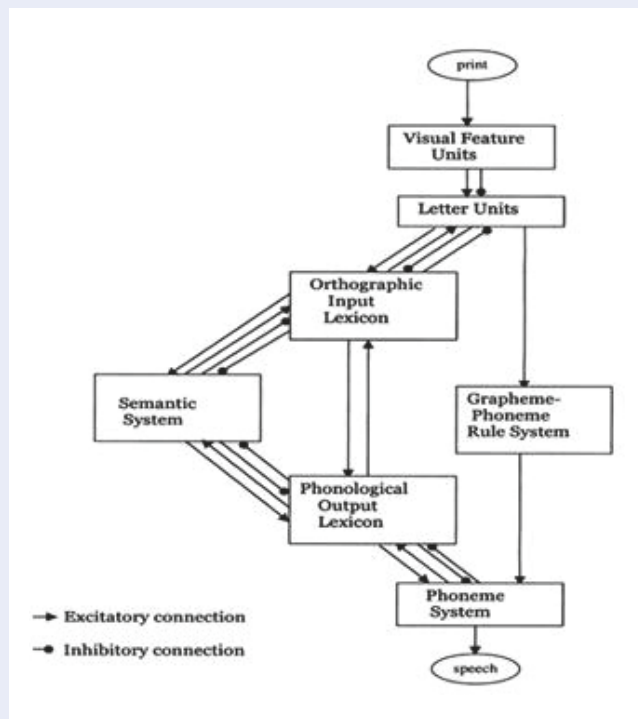 print
Visual Feature
Units
Letter Units
Orthographic
Input
Lexicon
Semantic
System
Grapheme-
Phoneme
Rule System
Phonological
Output
Lexicon
Phoneme
System
Excitatory connection
Inhibitory connection
speech